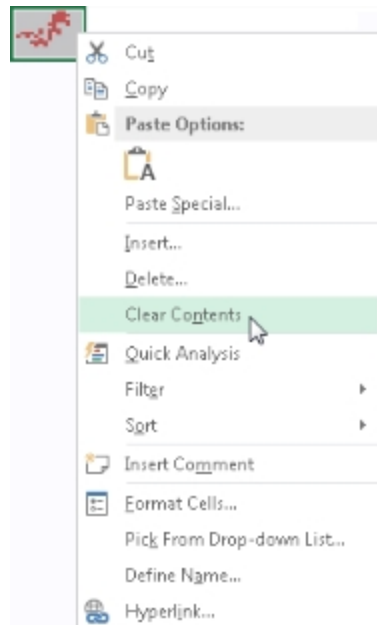 Cut
Copy
Paste Options:
A
Paste Special...
Insert...
Delete...
Clear Contents
Quick Analysis
Filter
Sort
Insert Comment
Format Cells...
Pick From Drop-down List...
Define Name...
Hyperlink...